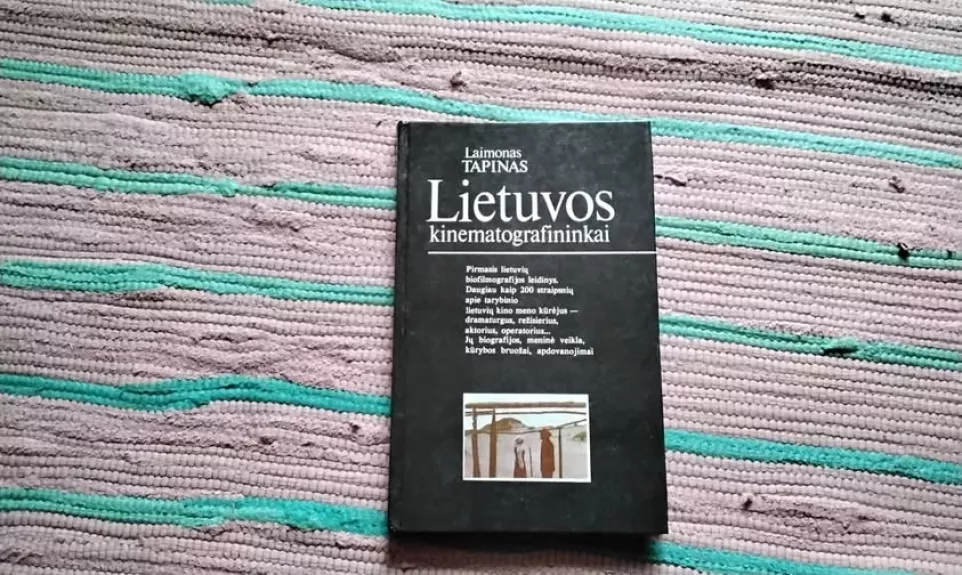 Laimonas
TAPINAS
Lietuvos
kinematografininkai
Pirmasis lietuvių
biofilmografijos leidinys.
Daugiau kaip 200 straipsnių
apie tarybinio
lietuvių kino meno kūrėjus —
dramaturgus, režisierius,
aktorius, operatorius...
Jų biografijos, meninė veikla,
kūrybos bruožai, apdovanojimai